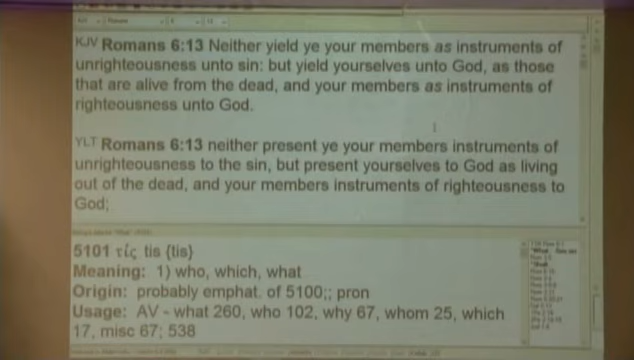 KJV Romans 6:13 Neither yield ye your members as instruments of
unrighteousness unto sin: but yield yourselves unto God, as those
that are alive from the dead, and your members as instruments of
righteousness unto God.
YLT Romans 6:13 neither present ye your members instruments of
unrighteousness to the sin, but present yourselves to God as living
out of the dead, and your members instruments of righteousness to
God;
5101 τίς tis {tis}
Meaning: 1) who, which, what
Origin: probably emphat. of 5100;; pron
Usage: AV - what 260, who 102, why 67, whom 25, which
17, misc 67; 538